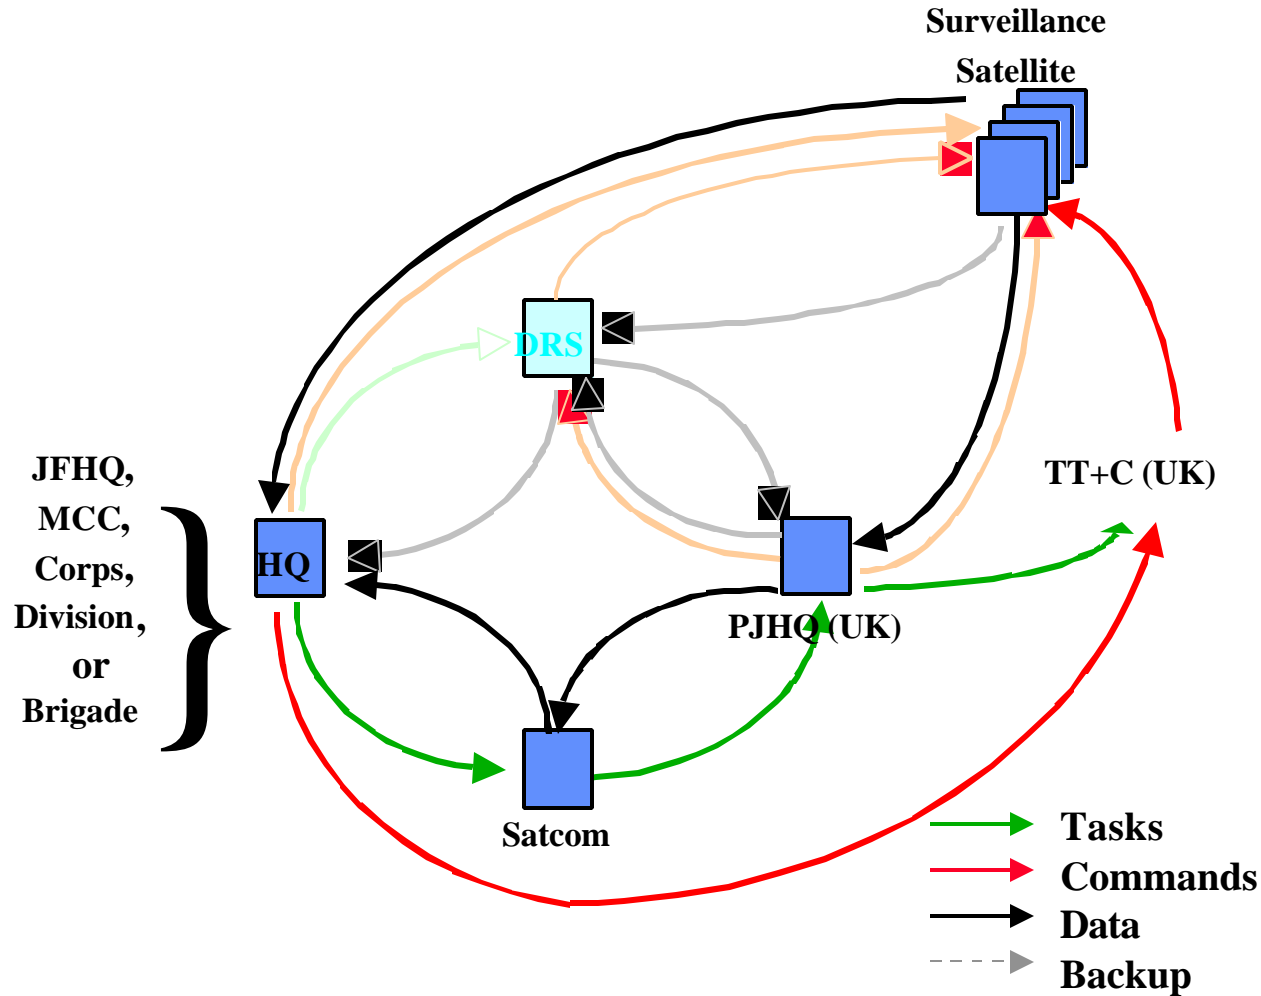 Surveillance
Satellite
DRS
JFHQ,
MCC,
Corps,
Division,
or
Brigade
HQ
TT+C (UK)
PJHQ (UK)
Satcom
Tasks
Commands
Data
Backup